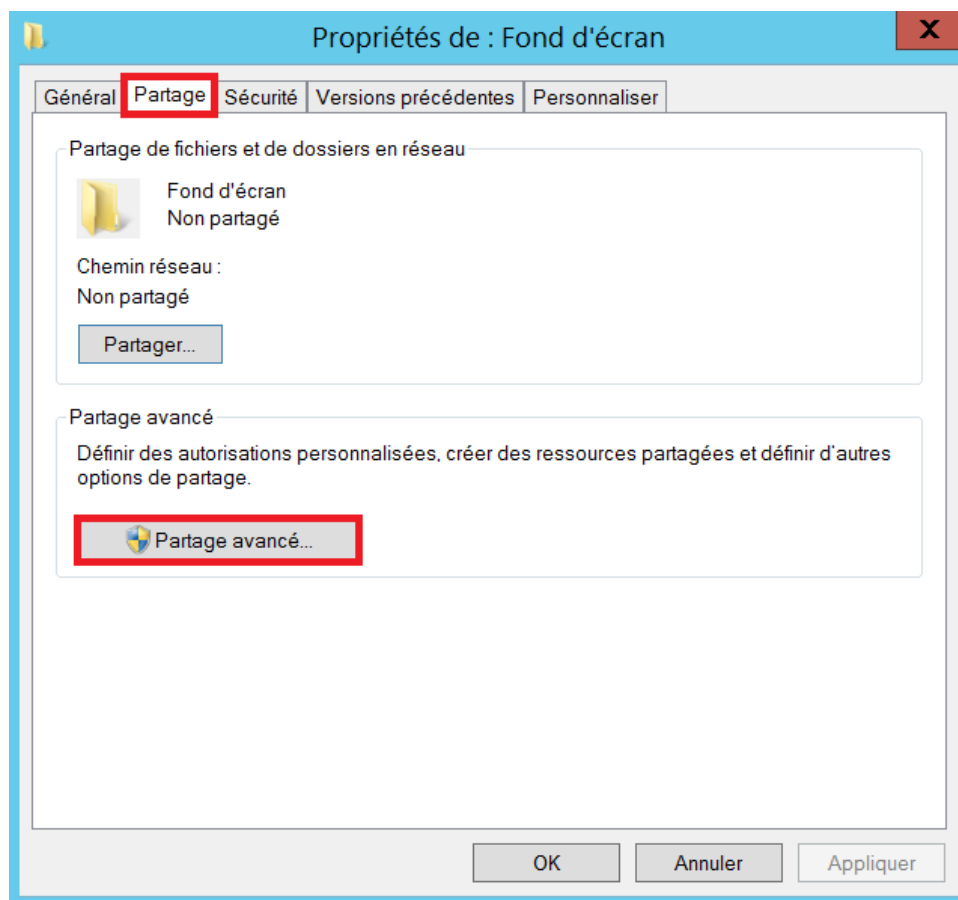 Propriétés de : Fond d'écran
X
Général Partage Sécurité Versions précédentes Personnaliser
Partage de fichiers et de dossiers en réseau
Fond d'écran
Non partagé
Chemin réseau :
Non partagé
Partager...
Partage avancé
Définir des autorisations personnalisées, créer des ressources partagées et définir d'autres
options de partage.
Partage avancé...
OK Annuler Appliquer